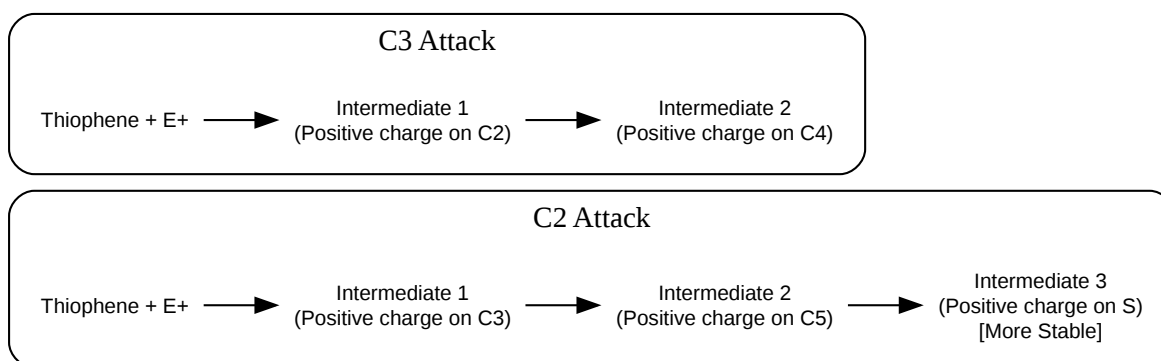 C3 Attack
Thiophene + E+
Intermediate 1
(Positive charge on C2)
Intermediate 2
(Positive charge on C4)
C2 Attack
Thiophene + E+
Intermediate 1
(Positive charge on C3)
Intermediate 2
(Positive charge on C5)
Intermediate 3
(Positive charge on S)
[More Stable]